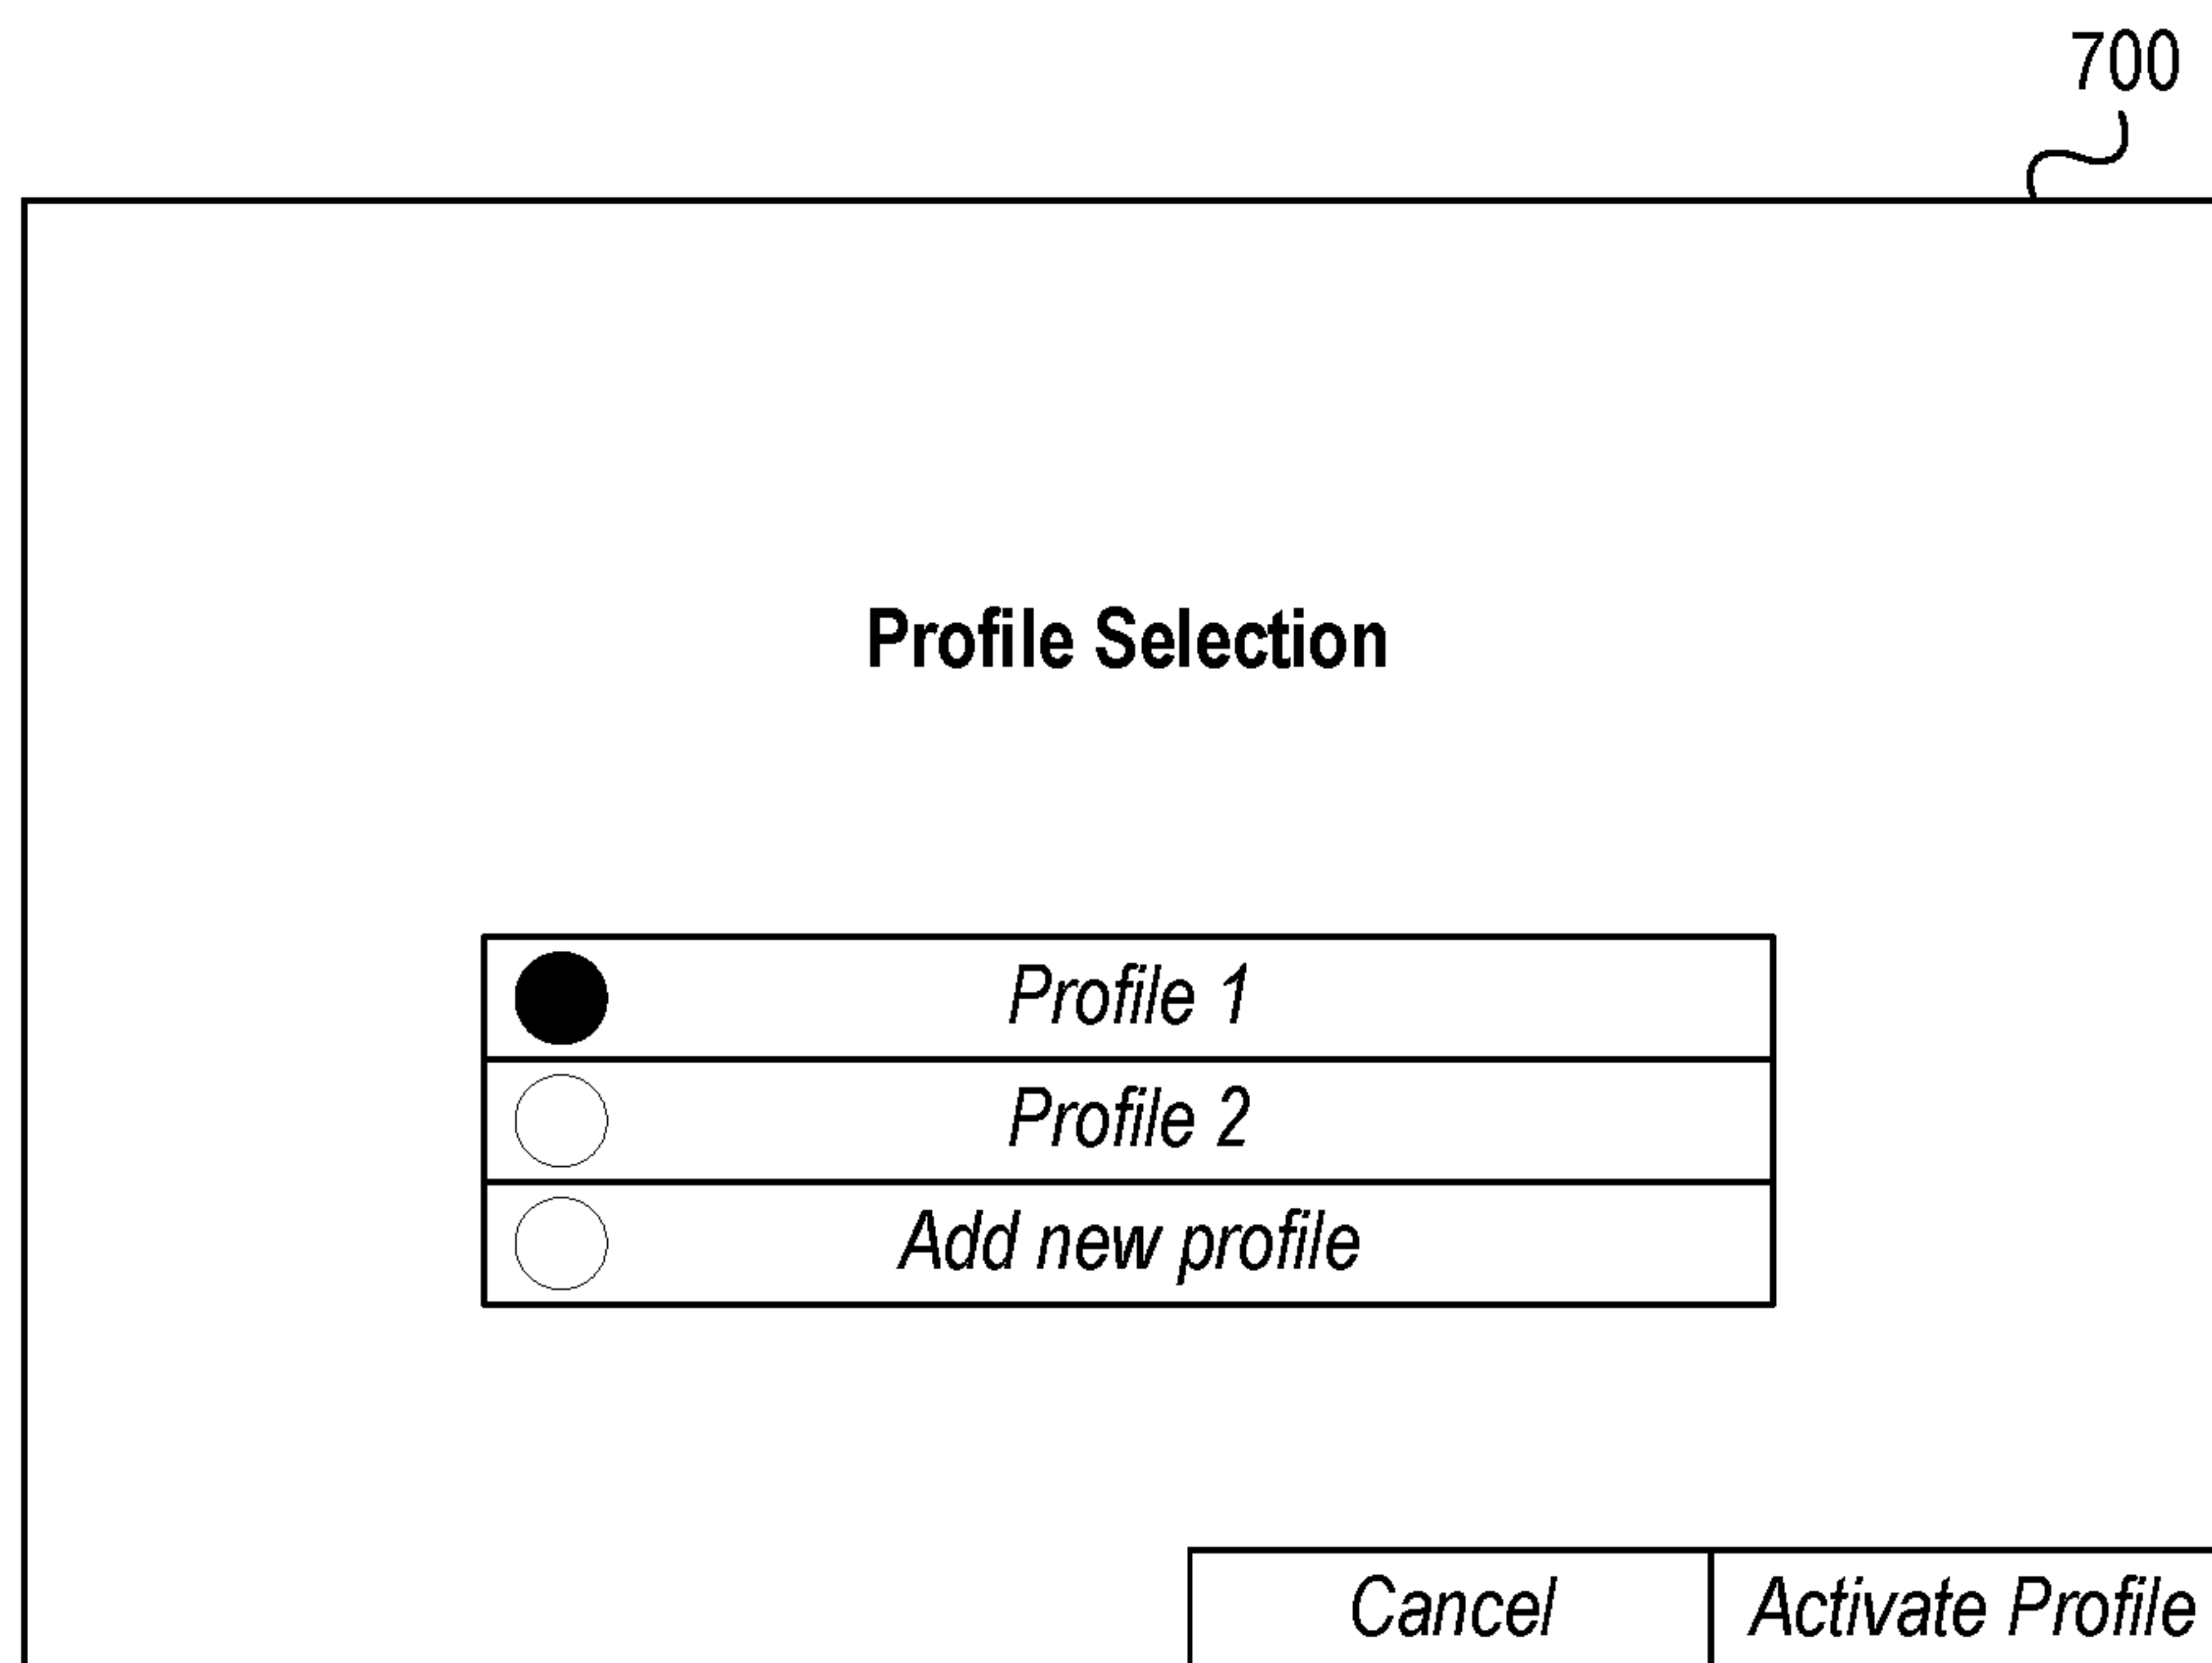 700
Profile Selection
Profile 1
Profile 2
Add new profile
Cancel Activate Profile